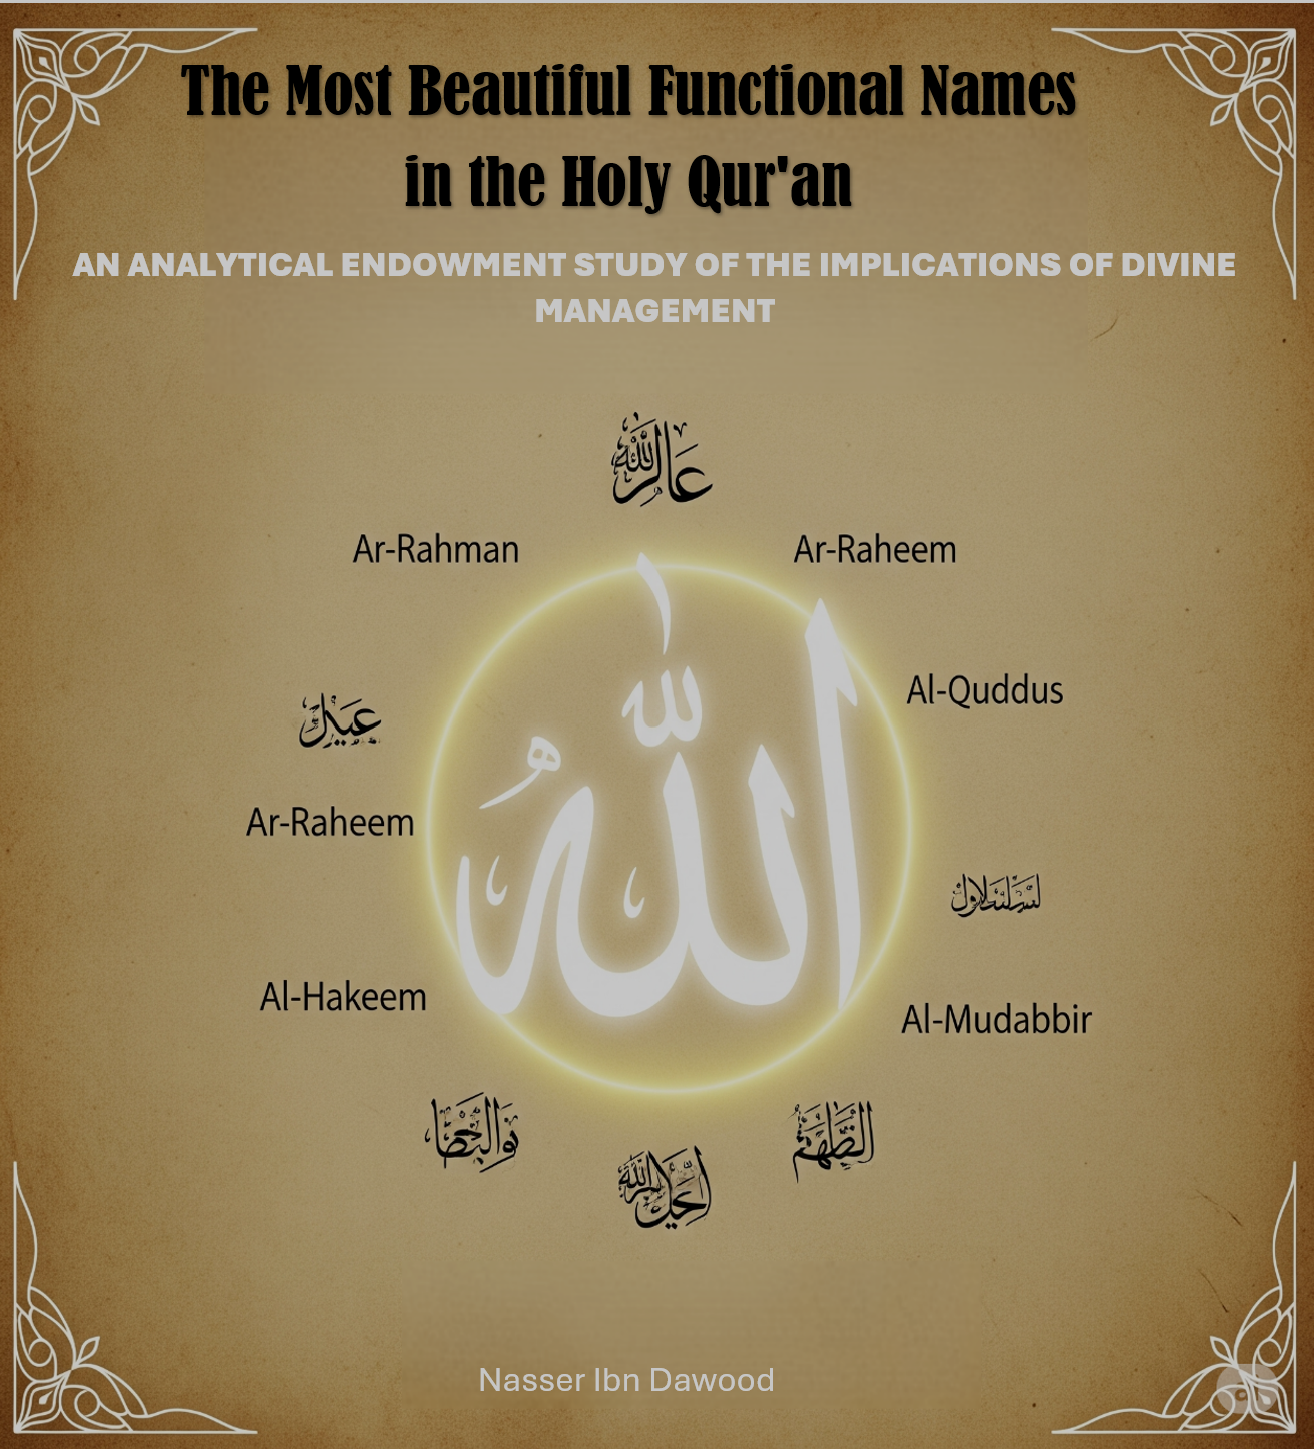 The Most Beautiful Functional Names
in the Holy Qur'an
AN ANALYTICAL ENDOWMENT STUDY OF THE IMPLICATIONS OF DIVINE
MANAGEMENT
Ar-Rahman
Ar-Raheem
الله
Al-Quddus
Ar-Raheem
Al-Hakeem
Al-Mudabbir
Nasser Ibn Dawood